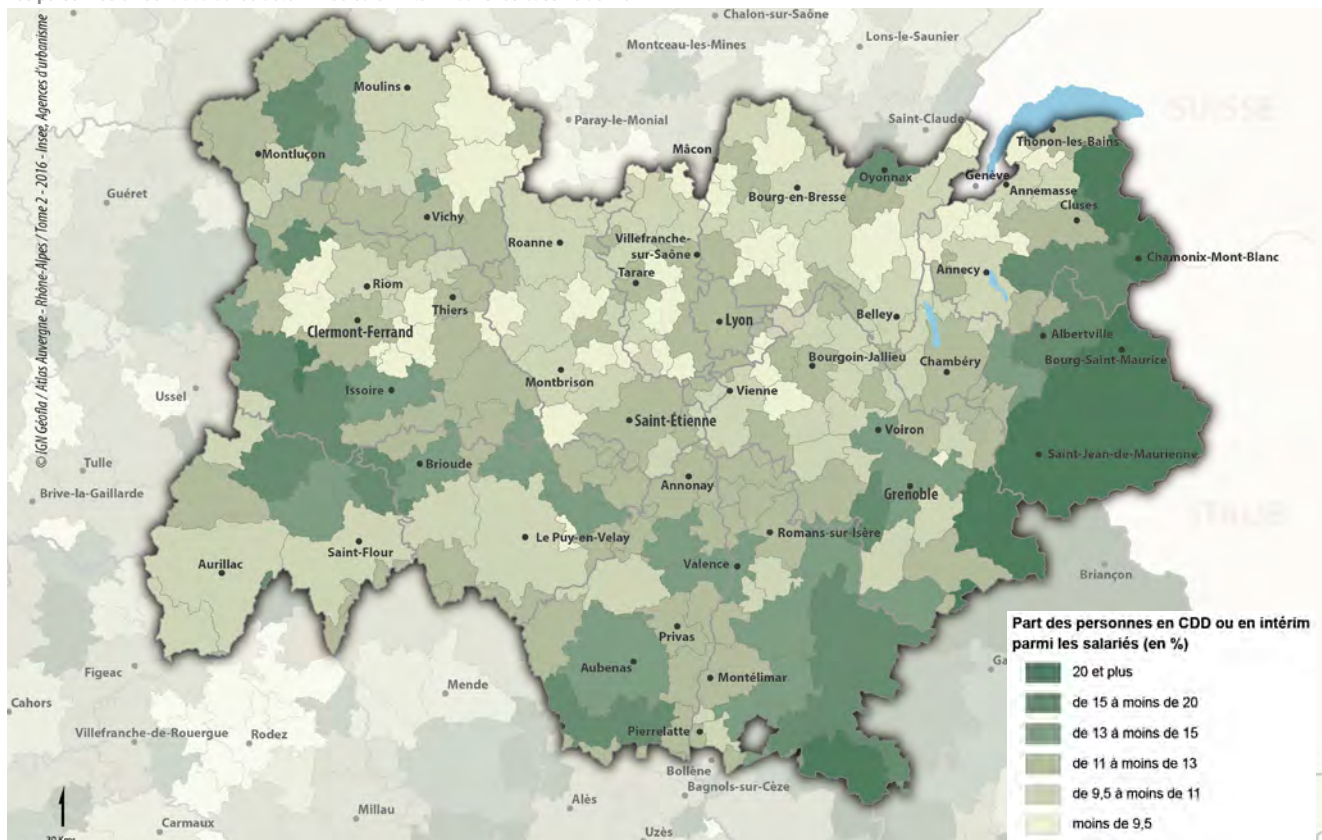 Chalon-sur-Saône
Lons-le-Saunier
Montceau-les-Mines
Moulins
SUISSE
Paray-le-Monial
Saint-Claude
Thonon-les-Bains
Montluçon
Mâcon
Oyonnax
Genève
Annemasse
Guéret
Bourg-en-Bresse
Cluses
Vichy
Roanne
Villefranche-
sur-Saône
Chamonix-Mont-Blanc
Annecy
Tarare
Riom
Thiers
Clermont-Ferrand
Lyon
Belley
Albertville
Bourg-Saint-Maurice
Bourgoin-Jallieu
Chambéry
Montbrison
Ussel
Issoire
Vienne
Saint-Étienne
Voiron
Saint-Jean-de-Maurienne
Tulle
Brioude
Annonay
Grenoble
Brive-la-Gaillarde
ITALIE
Le Puy-en-Velay
Romans-sur-Isère
Saint-Flour
Aurillac
Valence
Briançon
Privas
Aubenas
Montélimar
Figeac
Mende
Cahors
Pierrelatte
Villefranche-de-Rouergue
Rodez
Bollène
Bagnols-sur-Cèze
Alès
Millau
Carmaux
Uzès
© IGN Géofla / Atlas Auvergne - Rhône-Alpes / Tome 2 - 2016 - Insee, Agences d'urbanisme
Part des personnes en CDD ou en intérim
parmi les salariés (en %)
20 et plus
de 15 à moins de 20
de 13 à moins de 15
de 11 à moins de 13
de 9,5 à moins de 11
moins de 9,5